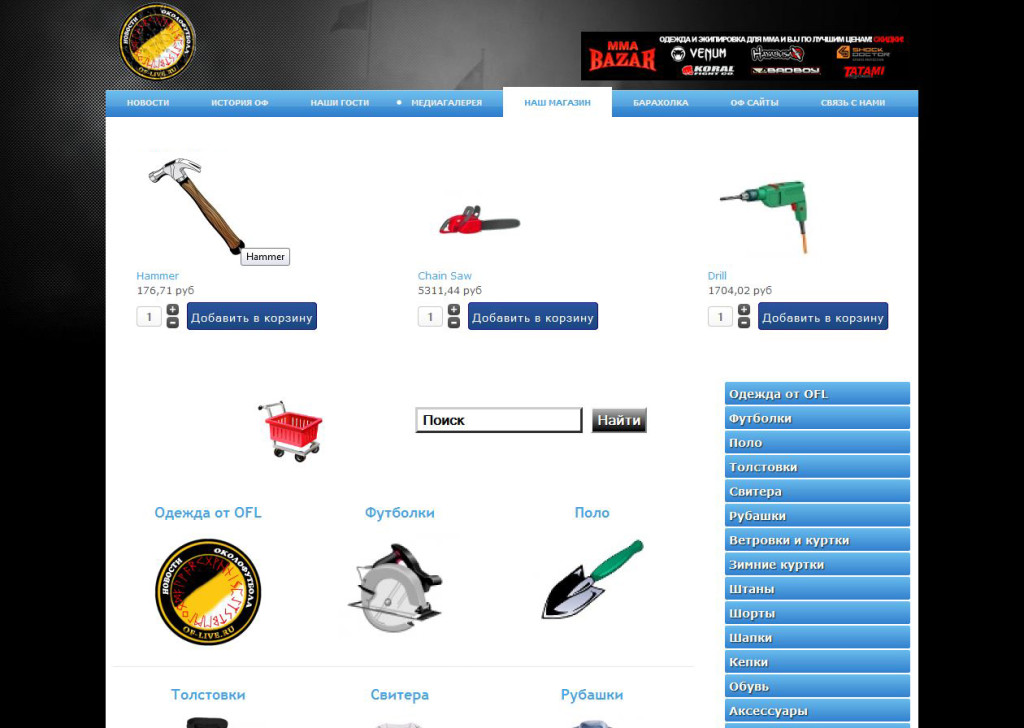 НОВОСТИ ОКОЛОФУТБОЛА
OF-LIVE.RU
ОДЕЖДА И ЭКИПИРОВКА ДЛЯ MMA И BJJ ПО ЛУЧШИМ ЦЕНАМ! СКИДКИ!
MMA BAZAR
VENUM
HAYABUSA
SHOCK DOCTOR
KORAL FIGHT CO.
BADBOY
TATAMI
НОВОСТИ ИСТОРИЯ ОФ НАШИ ГОСТИ МЕДИАГАЛЕРЕЯ НАШ МАГАЗИН БАРАХОЛКА ОФ САЙТЫ СВЯЗЬ С НАМИ
Hammer
Hammer Chain Saw Drill
176,71 руб 5311,44 руб 1704,02 руб
1 Добавить в корзину 1 Добавить в корзину 1 Добавить в корзину
Поиск Найти
Одежда от OFL Футболки Поло
НОВОСТИ ОКОЛОФУТБОЛА
OF-LIVE.RU
Толстовки Свитера Рубашки
Одежда от OFL
Футболки
Поло
Толстовки
Свитера
Рубашки
Ветровки и куртки
Зимние куртки
Штаны
Шорты
Шапки
Кепки
Обувь
Аксессуары